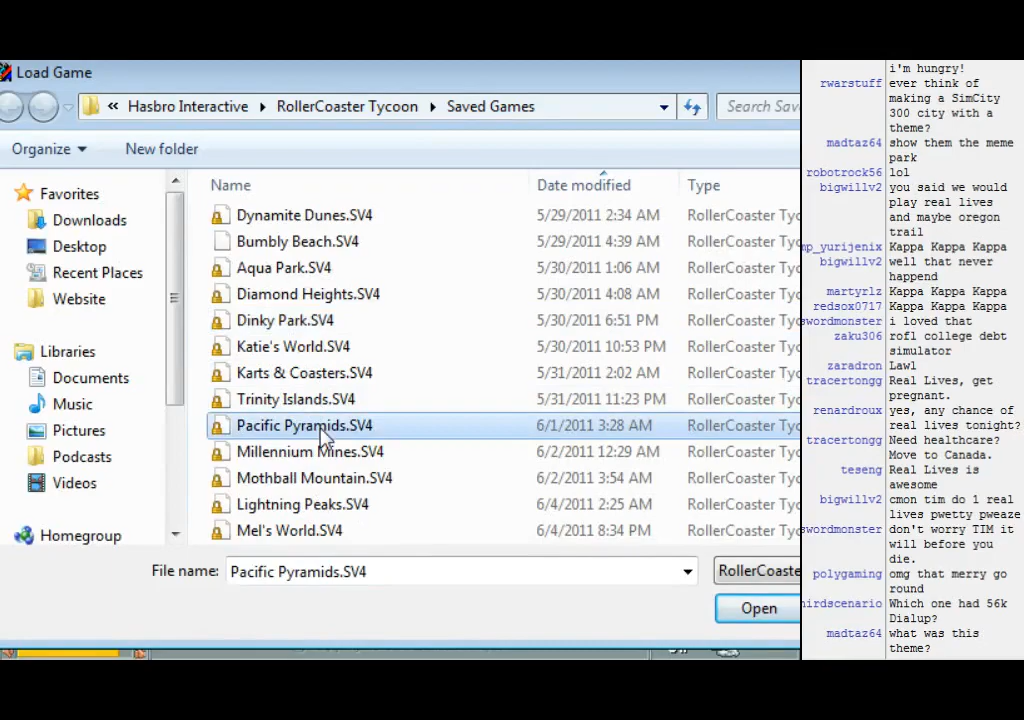 Load Game
« Hasbro Interactive RollerCoaster Tycoon Saved Games
Search Sav
Organize New folder
Favorites
Downloads
Desktop
Recent Places
Website
Libraries
Documents
Music
Pictures
Podcasts
Videos
Homegroup
Name Date modified Type
Dynamite Dunes.SV4 5/29/2011 2:34 AM RollerCoaster Tyc
Bumbly Beach.SV4 5/29/2011 4:39 AM RollerCoaster Tyc
Aqua Park.SV4 5/30/2011 1:06 AM RollerCoaster Tyc
Diamond Heights.SV4 5/30/2011 4:08 AM RollerCoaster Tyc
Dinky Park.SV4 5/30/2011 6:51 PM RollerCoaster Tyc
Katie's World.SV4 5/30/2011 10:53 PM RollerCoaster Tyc
Karts & Coasters.SV4 5/31/2011 2:02 AM RollerCoaster Tyc
Trinity Islands.SV4 5/31/2011 11:23 PM RollerCoaster Tyc
Pacific Pyramids.SV4 6/1/2011 3:28 AM RollerCoaster Tyc
Millennium Mines.SV4 6/2/2011 12:29 AM RollerCoaster Tyc
Mothball Mountain.SV4 6/2/2011 3:54 AM RollerCoaster Tyc
Lightning Peaks.SV4 6/4/2011 2:25 AM RollerCoaster Tyc
Mel's World.SV4 6/4/2011 8:34 PM RollerCoaster Tyc
File name: Pacific Pyramids.SV4 RollerCoaste
Open
i'm hungry!
rwarstuff ever think of
making a SimCity
300 city with a
theme?
madtaz64 show them the meme
park
robotrock56 lol
bigwillv2 you said we would
play real lives
and maybe oregon
trail
mp_yurijenix Kappa Kappa Kappa
bigwillv2 well that never
happend
martyrlz Kappa Kappa Kappa
redsox0717 Kappa Kappa Kappa
swordmonster i loved that
zaku306 rofl college debt
simulator
zaradron Lawl
tracertongg Real Lives, get
pregnant.
renardroux yes, any chance of
real lives tonight?
tracertongg Need healthcare?
Move to Canada.
teseng Real Lives is
awesome
bigwillv2 cmon tim do 1 real
lives pwetty pweaze
swordmonster don't worry TIM it
will before you
die.
polygaming omg that merry go
round
hirdscenario Which one had 56k
Dialup?
madtaz64 what was this
theme?